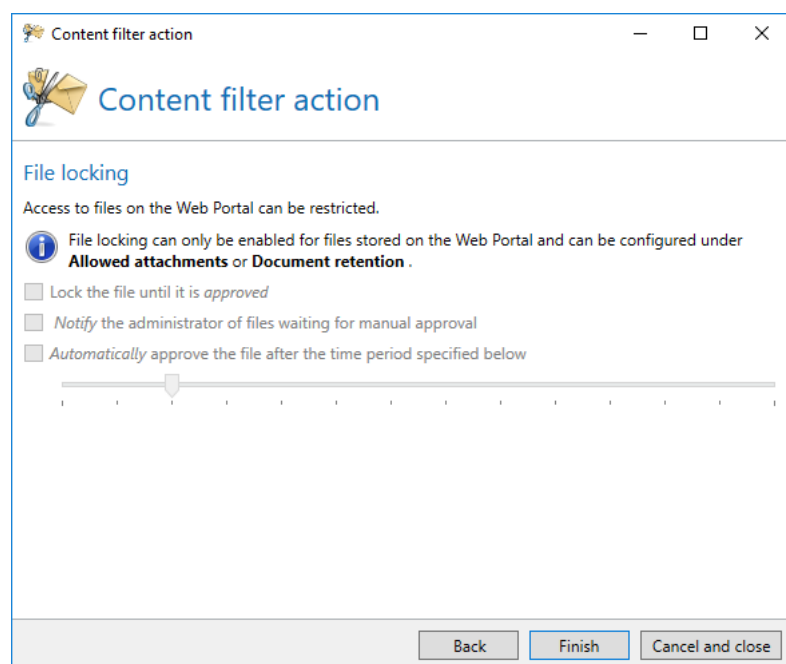 Content filter action
Content filter action
File locking
Access to files on the Web Portal can be restricted.
File locking can only be enabled for files stored on the Web Portal and can be configured under
Allowed attachments or Document retention .
Lock the file until it is approved
Notify the administrator of files waiting for manual approval
Automatically approve the file after the time period specified below
Back Finish Cancel and close